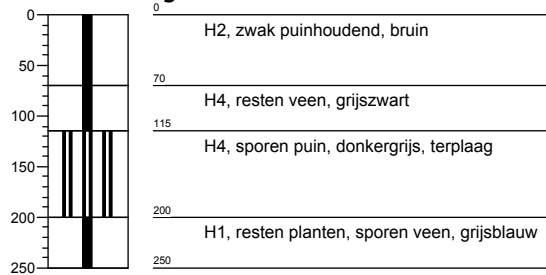 0
0
H2, zwak puinhoudend, bruin
50
70
H4, resten veen, grijszwart
100
115
H4, sporen puin, donkergrijs, terplaag
150
200
200
H1, resten planten, sporen veen, grijsblauw
250
250